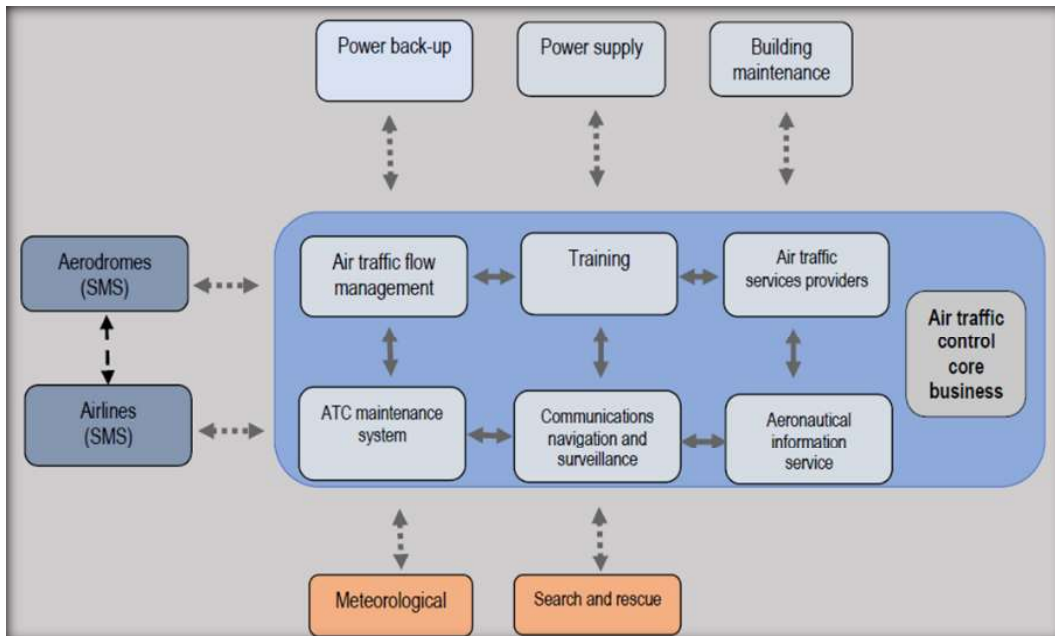 Power back-up
Power supply
Building
maintenance
Aerodromes
(SMS)
Air traffic flow
management
Training
Air traffic
services providers
Air traffic
control
core
business
Airlines
(SMS)
ATC maintenance
system
Communications
navigation and
surveillance
Aeronautical
information
service
Meteorological
Search and rescue